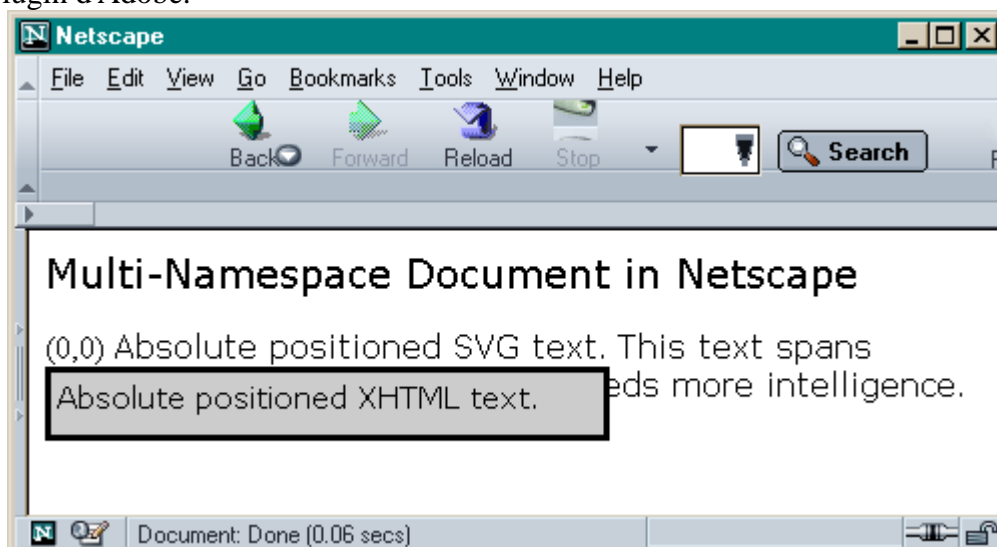 d'Adobe.
Netscape
File Edit View Go Bookmarks Tools Window Help
Back Forward Reload Stop Search
Multi-Namespace Document in Netscape
(0,0) Absolute positioned SVG text. This text spans
Absolute positioned XHTML text. more intelligence.
Document: Done (0.06 secs)